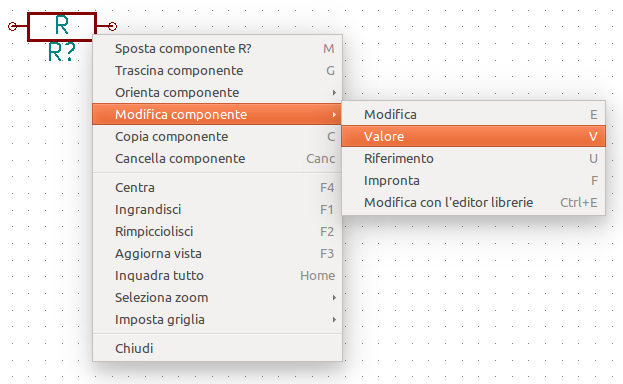 R
R?
Sposta componente R? M
Trascina componente G
Orienta componente
Modifica componente
Copia componente C
Cancella componente Canc
Centra F4
Ingrandisci F1
Rimpicciolisci F2
Aggiorna vista F3
Inquadra tutto Home
Seleziona zoom
Imposta griglia
Chiudi
Modifica E
Valore V
Riferimento U
Impronta F
Modifica con l'editor librerie Ctrl+E